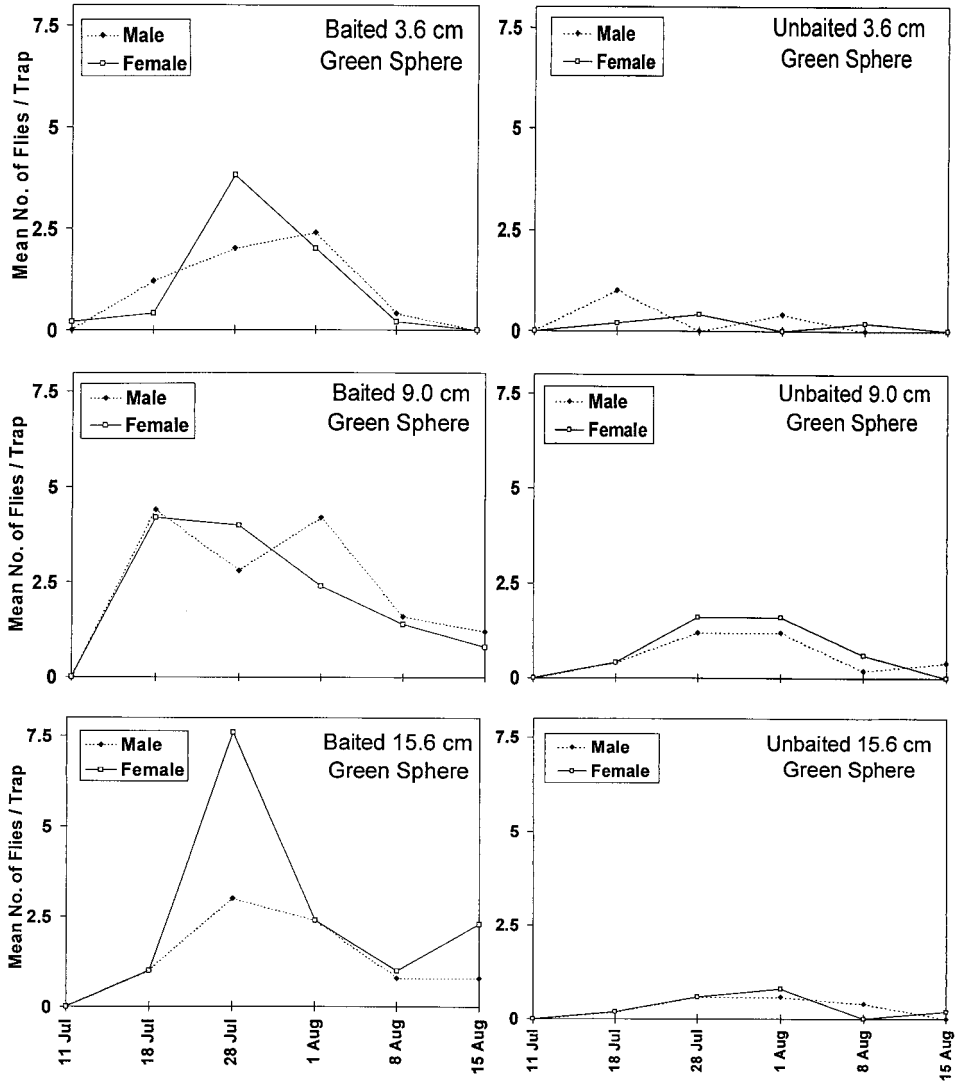 Mean No. of Flies / Trap
7.5
5
2.5
0
Male
Female
Baited 3.6 cm
Green Sphere
7.5
5
2.5
0
Male
Female
Unbaited 3.6 cm
Green Sphere
Mean No. of Flies / Trap
7.5
5
2.5
0
Male
Female
Baited 9.0 cm
Green Sphere
7.5
5
2.5
0
Male
Female
Unbaited 9.0 cm
Green Sphere
Mean No. of Flies / Trap
7.5
5
2.5
0
Male
Female
Baited 15.6 cm
Green Sphere
11 Jul
18 Jul
28 Jul
1 Aug
8 Aug
15 Aug
7.5
5
2.5
0
Male
Female
Unbaited 15.6 cm
Green Sphere
11 Jul
18 Jul
28 Jul
1 Aug
8 Aug
15 Aug